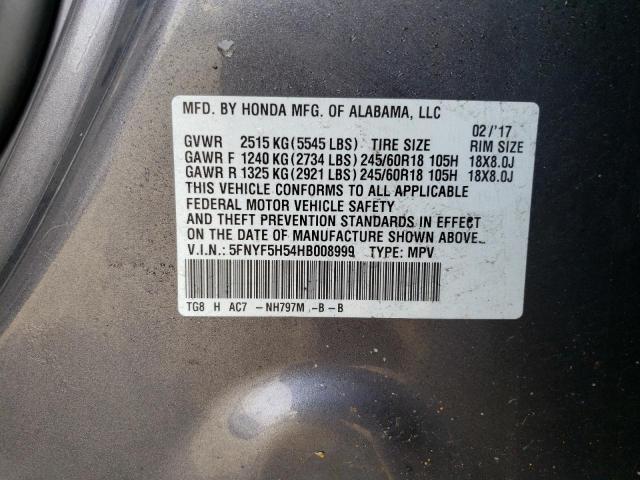 MFD. BY HONDA MFG. OF ALABAMA, LLC
02/'17
GVWR 2515 KG (5545 LBS) TIRE SIZE RIM SIZE
GAWR F 1240 KG (2734 LBS) 245/60R18 105H 18X8.0J
GAWR R 1325 KG (2921 LBS) 245/60R18 105H 18X8.0J
THIS VEHICLE CONFORMS TO ALL APPLICABLE
FEDERAL MOTOR VEHICLE SAFETY
AND THEFT PREVENTION STANDARDS IN EFFECT
ON THE DATE OF MANUFACTURE SHOWN ABOVE.
V.I.N.: 5FNYF5H54HB008999 TYPE: MPV
TG8 H AC7 -NH797M -B-B